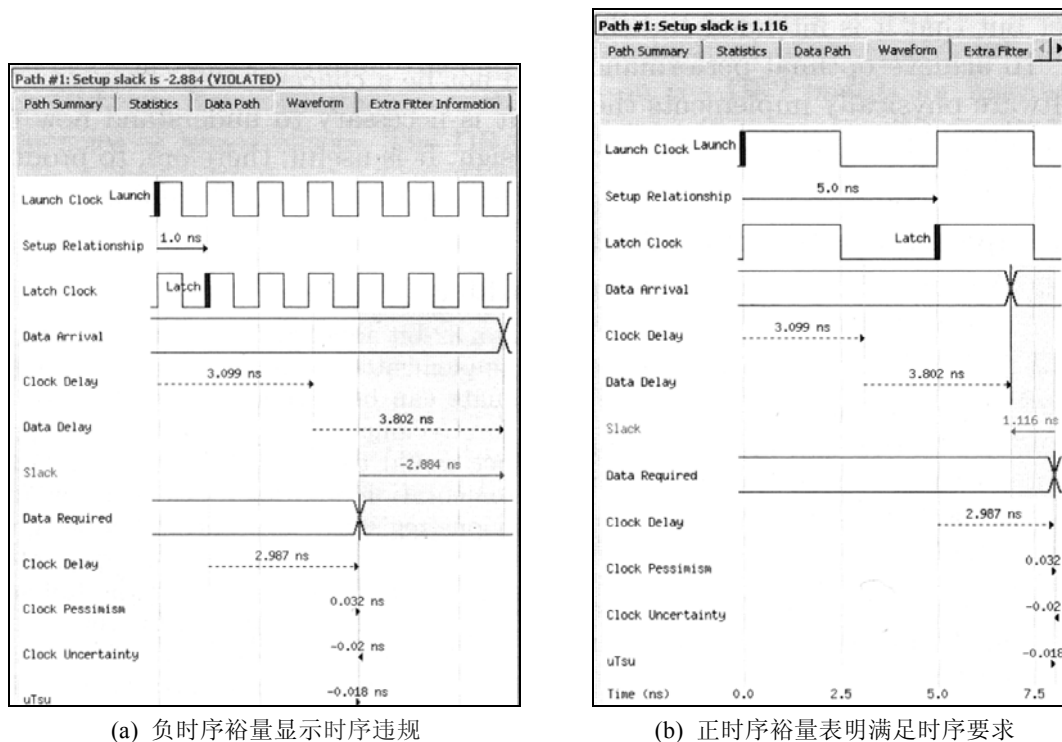 Path #1: Setup slack is -2.884 (VIOLATED)
Path Summary
Statistics
Data Path
Waveform
Extra Fitter Information
Launch Clock
Launch
Setup Relationship
1.0 ns
Latch Clock
Latch
Data Arrival
Clock Delay
3.099 ns
Data Delay
3.802 ns
Slack
-2.884 ns
Data Required
Clock Delay
2.987 ns
Clock Pessimism
0.032 ns
Clock Uncertainty
-0.02 ns
uTsu
-0.018 ns
(a) 负时序裕量显示时序违规
Path #1: Setup slack is 1.116
Path Summary
Statistics
Data Path
Waveform
Extra Fitter
Launch Clock
Launch
Setup Relationship
5.0 ns
Latch Clock
Latch
Data Arrival
Clock Delay
3.099 ns
Data Delay
3.802 ns
Slack
1.116 ns
Data Required
Clock Delay
2.987 ns
Clock Pessimism
0.032
Clock Uncertainty
-0.02
uTsu
-0.018
Time (ns)
0.0
2.5
5.0
7.5
(b) 正时序裕量表明满足时序要求